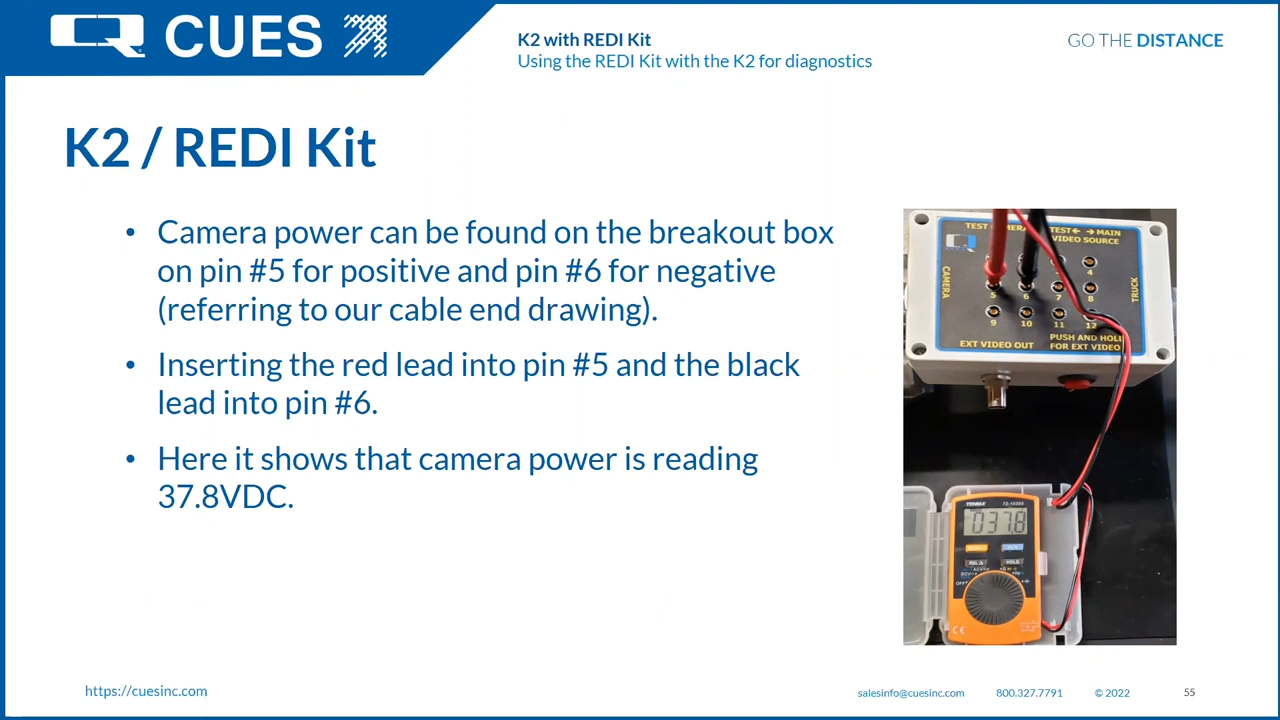 CUES
K2 with REDI Kit
Using the REDI Kit with the K2 for diagnostics
GO THE DISTANCE
K2 / REDI Kit
• Camera power can be found on the breakout box
on pin #5 for positive and pin #6 for negative
(referring to our cable end drawing).
• Inserting the red lead into pin #5 and the black
lead into pin #6.
• Here it shows that camera power is reading
37.8VDC.
TEST TEST ← → MAIN
VIDEO SOURCE
CAMERA
TRUCK
4
5 6 7 8
9 10 11 12
EXT VIDEO OUT
PUSH AND HOLD
FOR EXT VIDEO
TENMA
037.8
HOLD
OFF
CE
https://cuesinc.com
salesinfo@cuesinc.com 800.327.7791 © 2022 55